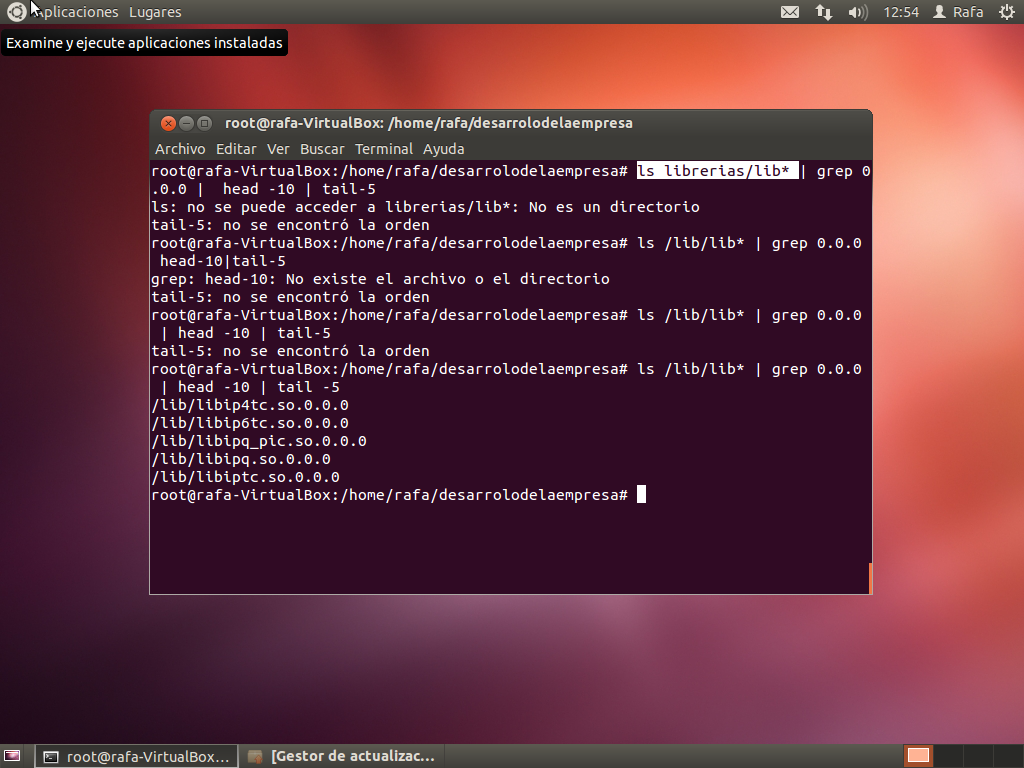 Aplicaciones Lugares 12:54 Rafa
Examine y ejecute aplicaciones instaladas
root@rafa-VirtualBox: /home/rafa/desarrolodelaempresa
Archivo Editar Ver Buscar Terminal Ayuda
root@rafa-VirtualBox:/home/rafa/desarrolodelaempresa# ls librerias/lib* | grep 0
.0.0 |  head -10 | tail-5
ls: no se puede acceder a librerias/lib*: No es un directorio
tail-5: no se encontró la orden
root@rafa-VirtualBox:/home/rafa/desarrolodelaempresa# ls /lib/lib* | grep 0.0.0
 head-10|tail-5
grep: head-10: No existe el archivo o el directorio
tail-5: no se encontró la orden
root@rafa-VirtualBox:/home/rafa/desarrolodelaempresa# ls /lib/lib* | grep 0.0.0
 | head -10 | tail-5
tail-5: no se encontró la orden
root@rafa-VirtualBox:/home/rafa/desarrolodelaempresa# ls /lib/lib* | grep 0.0.0
 | head -10 | tail -5
/lib/libip4tc.so.0.0.0
/lib/libip6tc.so.0.0.0
/lib/libipq_pic.so.0.0.0
/lib/libipq.so.0.0.0
/lib/libiptc.so.0.0.0
root@rafa-VirtualBox:/home/rafa/desarrolodelaempresa#
root@rafa-VirtualBox... [Gestor de actualizac...